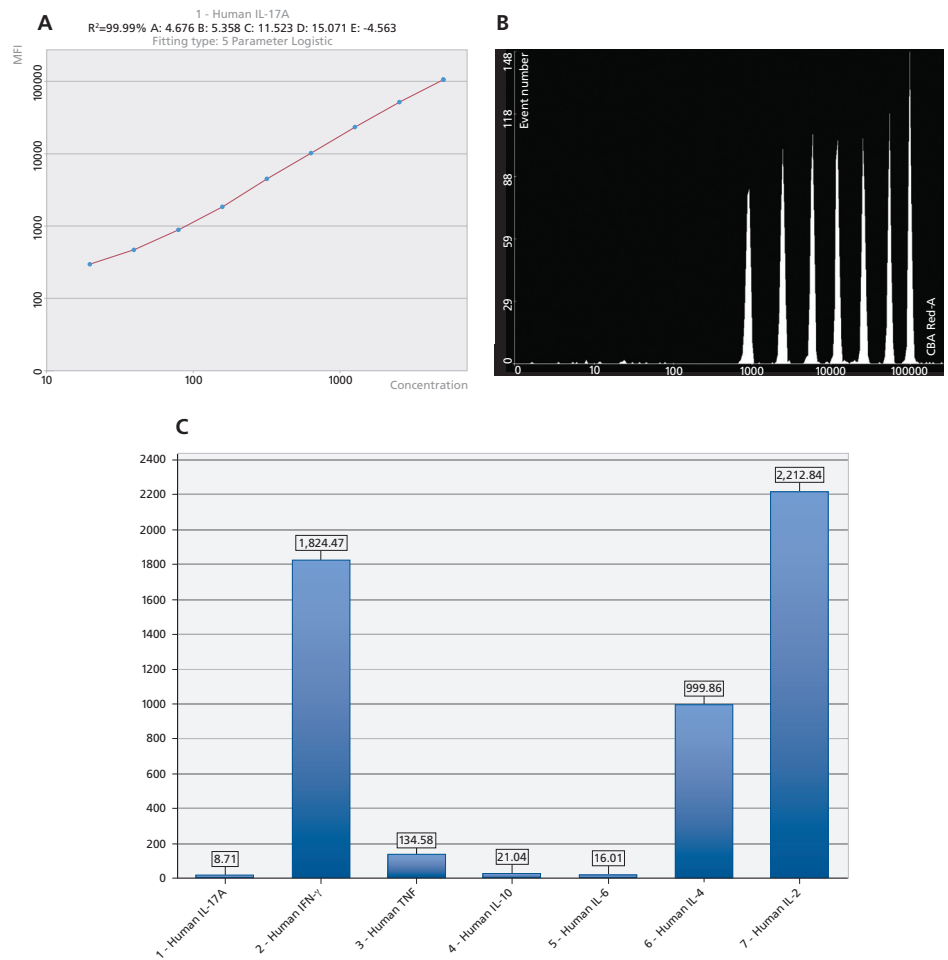 A
1 - Human IL-17A
R²=99.99% A: 4.676 B: 5.358 C: 11.523 D: 15.071 E: -4.563
Fitting type: 5 Parameter Logistic
MFI
100000
10000
1000
100
0
10
100
1000
Concentration
B
Event number
148
118
88
59
29
0
0
10
100
1000
10000
100000
CBA Red-A
C
2400
2200
2000
1800
1600
1400
1200
1000
800
600
400
200
0
8.71
1,824.47
134.58
21.04
16.01
999.86
2,212.84
1 - Human IL-17A
2 - Human IFN-γ
3 - Human TNF
4 - Human IL-10
5 - Human IL-6
6 - Human IL-4
7 - Human IL-2